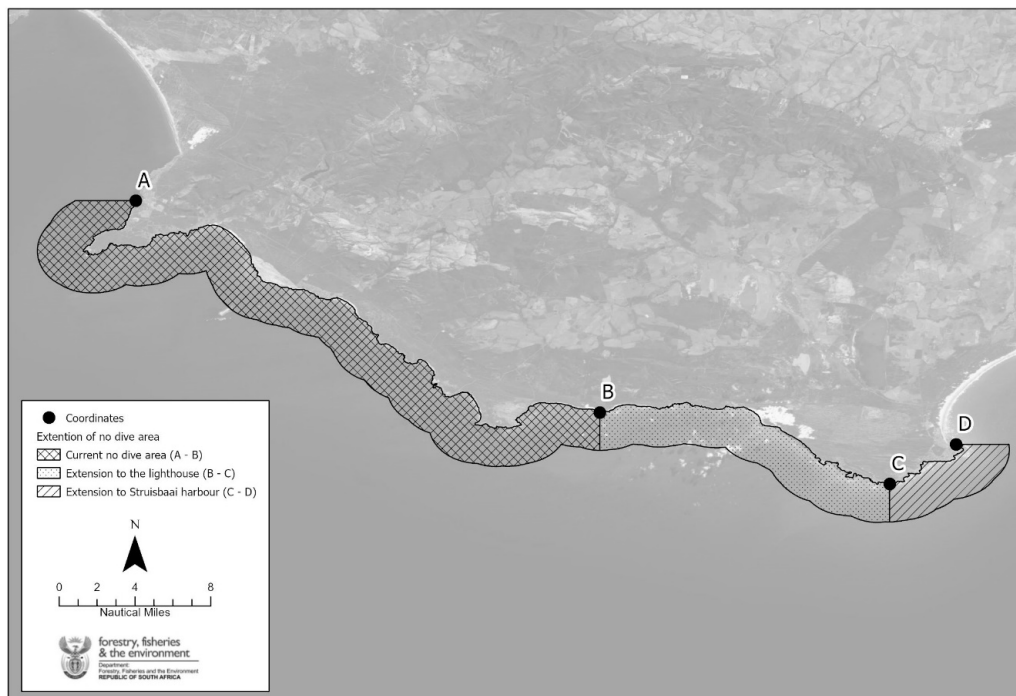 A
B
D
C
Coordinates
Extention of no dive area
Current no dive area (A - B)
Extension to the lighthouse (B - C)
Extension to Struisbaai harbour (C - D)
N
0 2 4 8
Nautical Miles
forestry, fisheries
& the environment
Department:
Forestry, Fisheries and the Environment
REPUBLIC OF SOUTH AFRICA